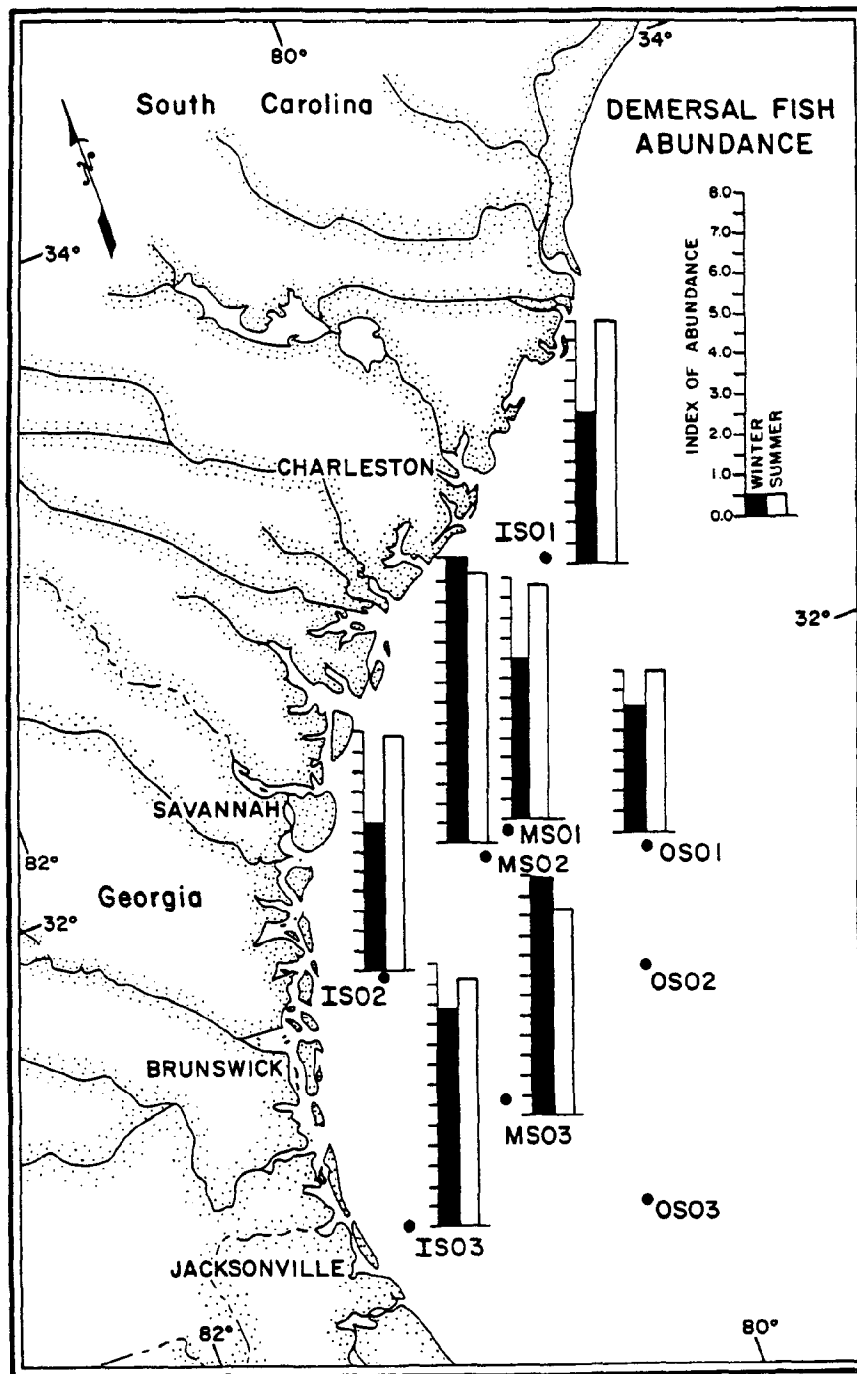 80°
34°
South Carolina
DEMERSAL FISH
ABUNDANCE
N
34°
8.0
7.0
6.0
5.0
4.0
3.0
2.0
1.0
0.0
INDEX OF ABUNDANCE
WINTER
SUMMER
CHARLESTON
IS01
32°
SAVANNAH
MS01
MS02
OS01
82°
Georgia
32°
IS02
OS02
BRUNSWICK
MS03
OS03
IS03
JACKSONVILLE
82°
80°